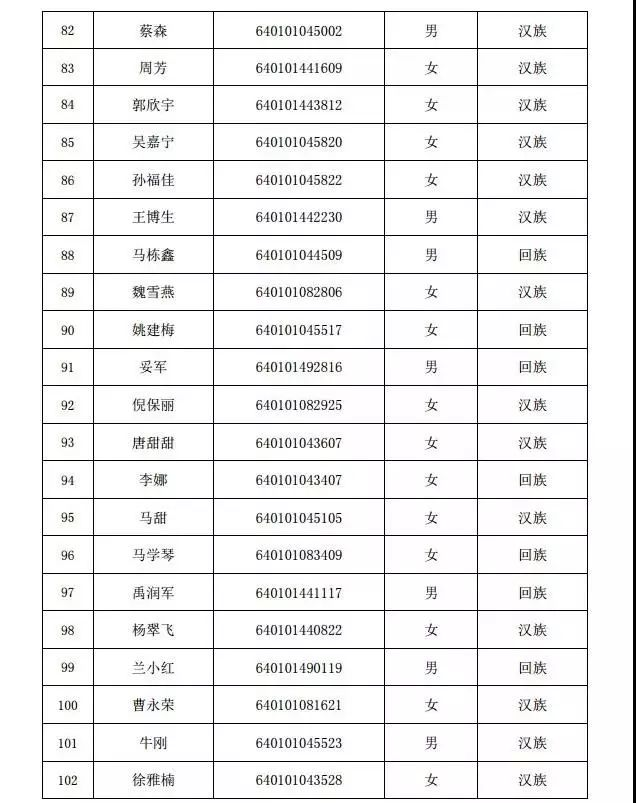 82 蔡森 640101045002 男 汉族
83 周芳 640101441609 女 汉族
84 郭欣宇 640101443812 女 汉族
85 吴嘉宁 640101045820 女 汉族
86 孙福佳 640101045822 女 汉族
87 王博生 640101442230 男 汉族
88 马栋鑫 640101044509 男 回族
89 魏雪燕 640101082806 女 汉族
90 姚建梅 640101045517 女 回族
91 妥军 640101492816 男 回族
92 倪保丽 640101082925 女 汉族
93 唐甜甜 640101043607 女 汉族
94 李娜 640101043407 女 回族
95 马甜 640101045105 女 汉族
96 马学琴 640101083409 女 回族
97 禹润军 640101441117 男 回族
98 杨翠飞 640101440822 女 汉族
99 兰小红 640101490119 男 回族
100 曹永荣 640101081621 女 汉族
101 牛刚 640101045523 男 汉族
102 徐雅楠 640101043528 女 汉族